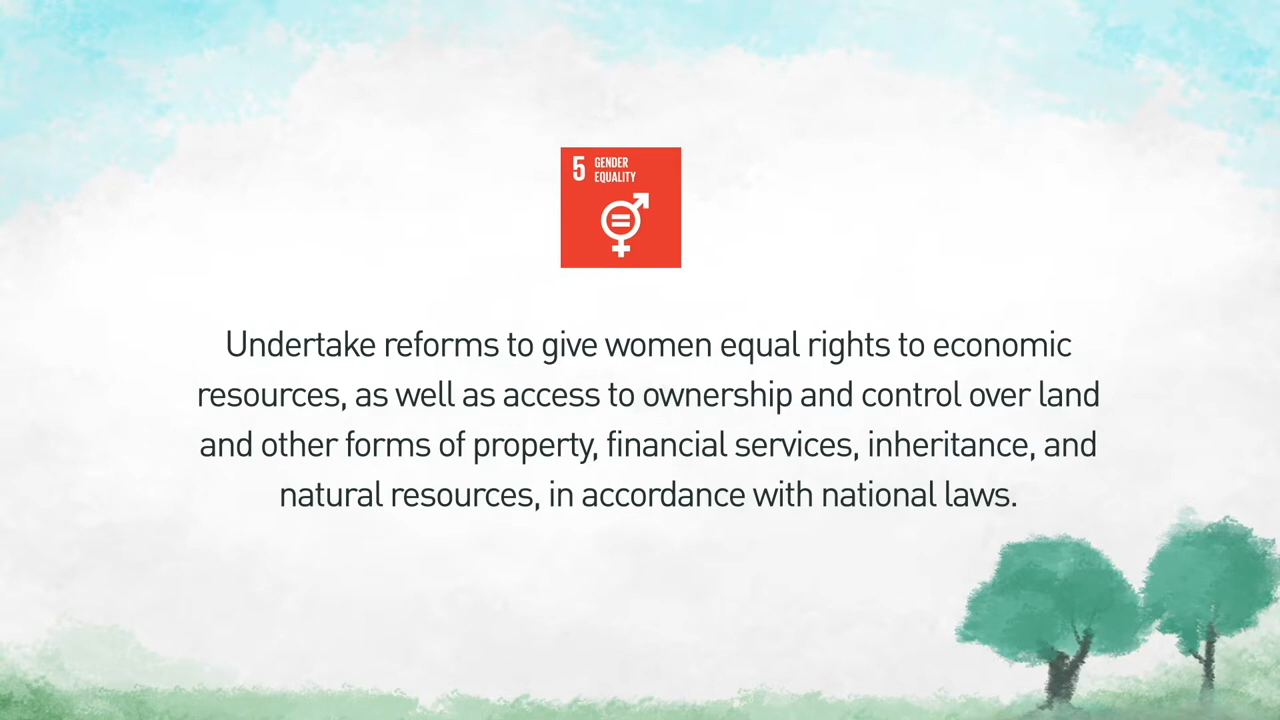 5 GENDER
EQUALITY
Undertake reforms to give women equal rights to economic
resources, as well as access to ownership and control over land
and other forms of property, financial services, inheritance, and
natural resources, in accordance with national laws.